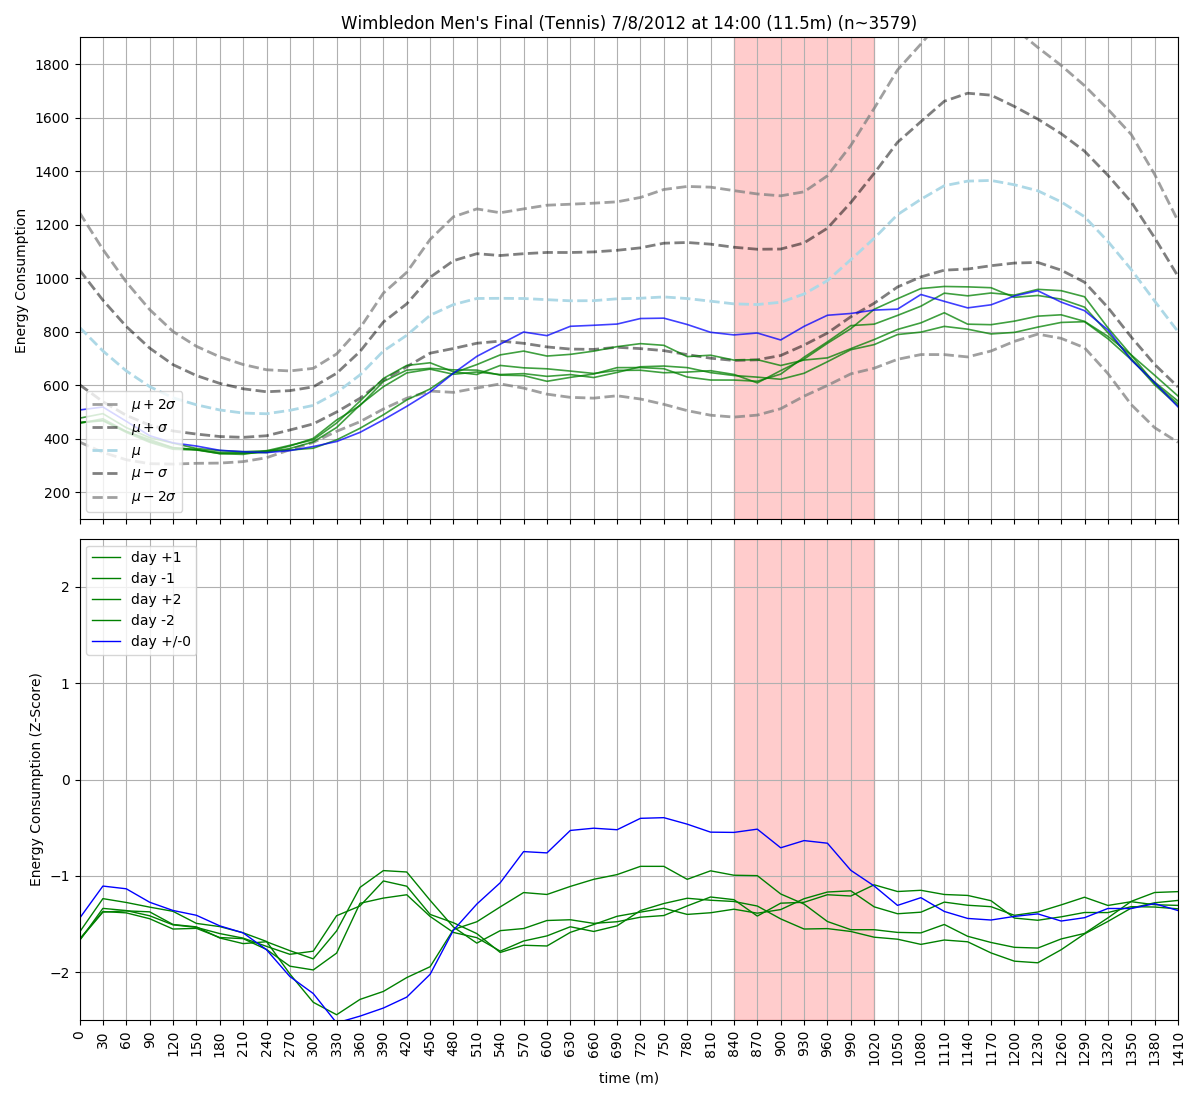 Wimbledon Men's Final (Tennis) 7/8/2012 at 14:00 (11.5m) (n~3579)
Energy Consumption
1800
1600
1400
1200
1000
800
600
400
200
μ + 2σ
μ + σ
μ
μ − σ
μ − 2σ
Energy Consumption (Z-Score)
2
1
0
−1
−2
day +1
day -1
day +2
day -2
day +/-0
0 30 60 90 120 150 180 210 240 270 300 330 360 390 420 450 480 510 540 570 600 630 660 690 720 750 780 810 840 870 900 930 960 990 1020 1050 1080 1110 1140 1170 1200 1230 1260 1290 1320 1350 1380 1410
time (m)